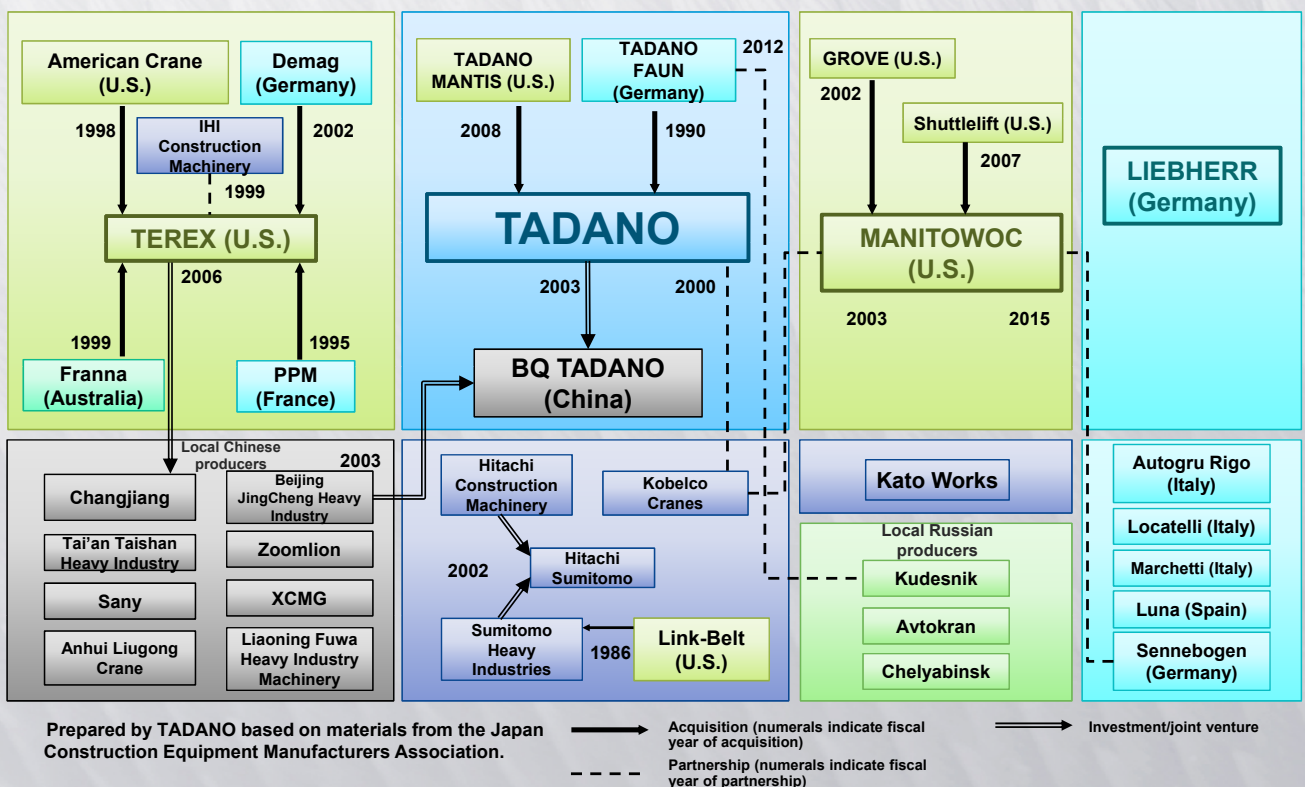 American Crane
(U.S.)
Demag
(Germany)
1998
IHI
Construction
Machinery
2002
1999
TEREX (U.S.)
2006
1999
1995
Franna
(Australia)
PPM
(France)
TADANO
MANTIS (U.S.)
TADANO
FAUN
(Germany)
2012
2008
1990
TADANO
2003
2000
BQ TADANO
(China)
GROVE (U.S.)
2002
Shuttlelift (U.S.)
2007
MANITOWOC
(U.S.)
2003
2015
LIEBHERR
(Germany)
Local Chinese
producers
2003
Changjiang
Beijing
JingCheng Heavy
Industry
Tai’an Taishan
Heavy Industry
Zoomlion
Sany
XCMG
Anhui Liugong
Crane
Liaoning Fuwa
Heavy Industry
Machinery
Hitachi
Construction
Machinery
Kobelco
Cranes
2002
Hitachi
Sumitomo
Sumitomo
Heavy
Industries
1986
Link-Belt
(U.S.)
Kato Works
Local Russian
producers
Kudesnik
Avtokran
Chelyabinsk
Autogru Rigo
(Italy)
Locatelli (Italy)
Marchetti (Italy)
Luna (Spain)
Sennebogen
(Germany)
Prepared by TADANO based on materials from the Japan
Construction Equipment Manufacturers Association.
Acquisition (numerals indicate fiscal
year of acquisition)
Partnership (numerals indicate fiscal
year of partnership)
Investment/joint venture